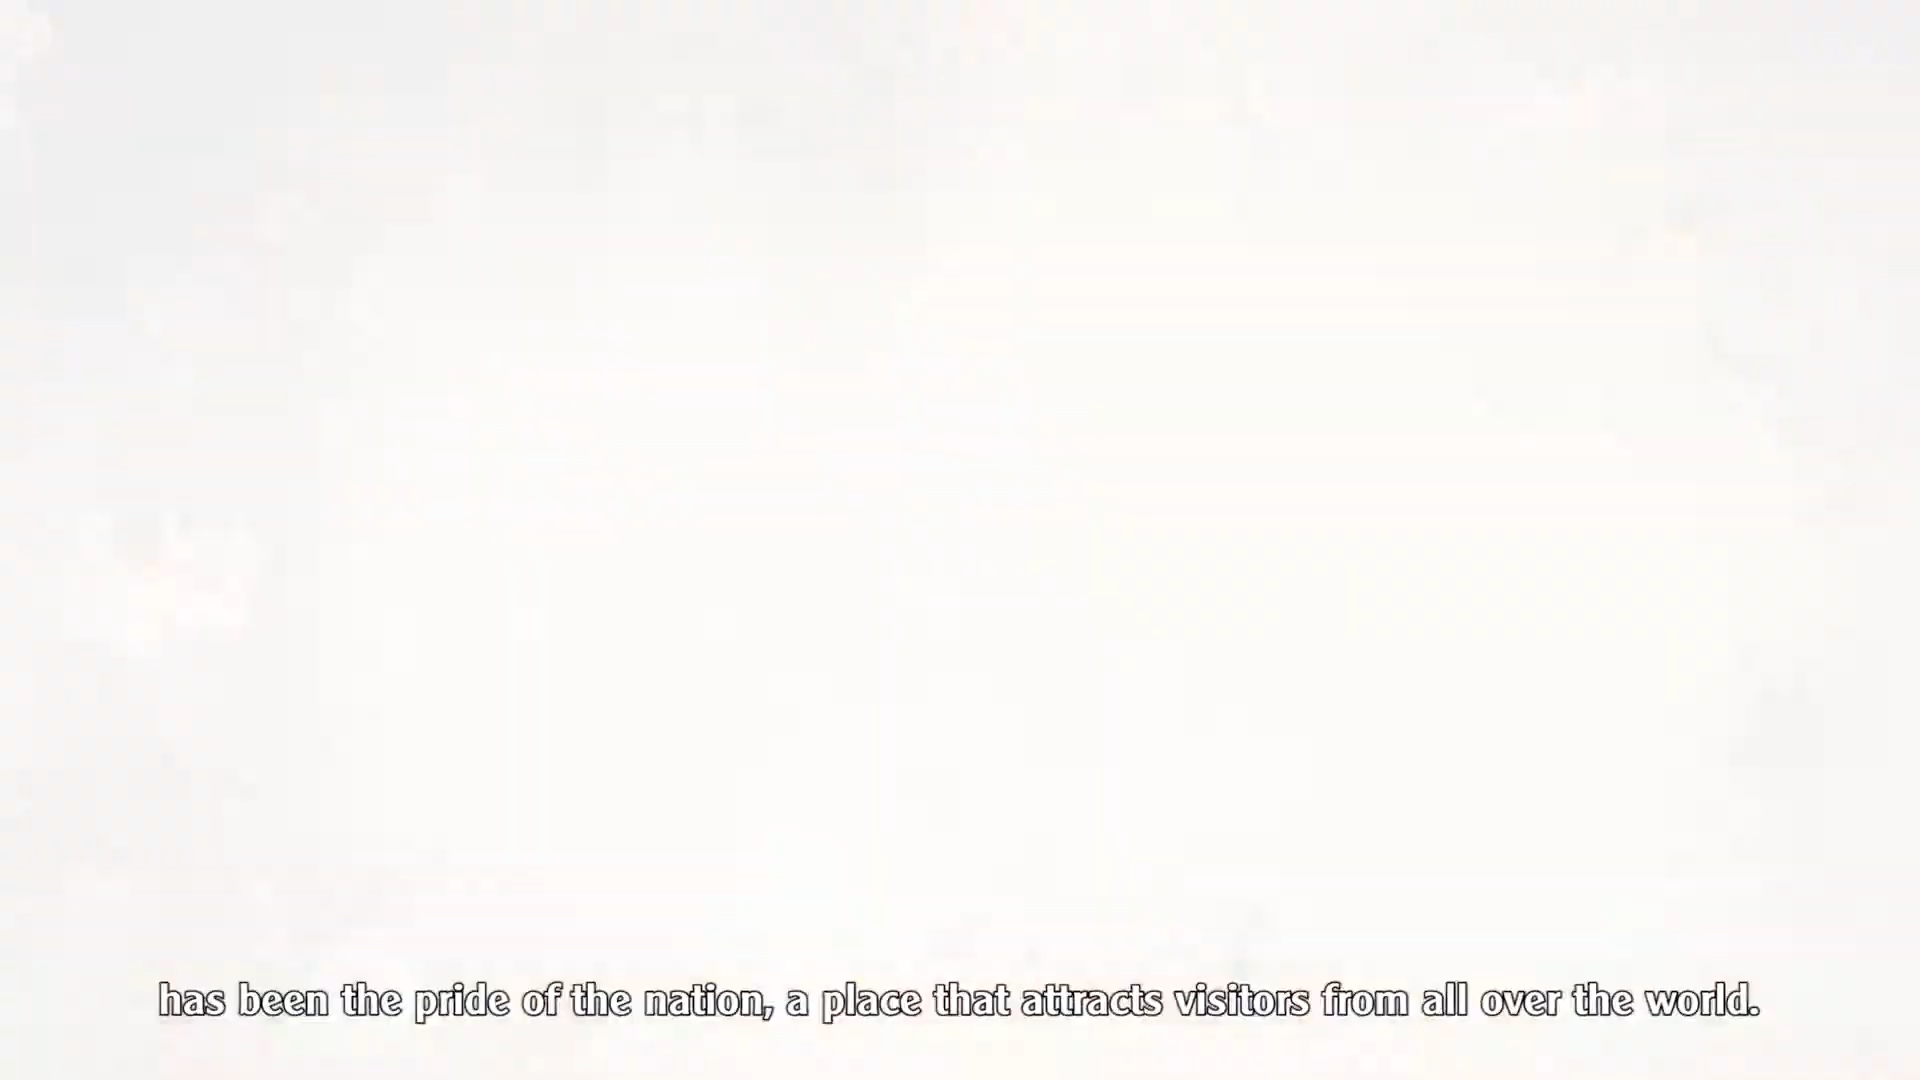 has been the pride of the nation, a place that attracts visitors from all over the world.